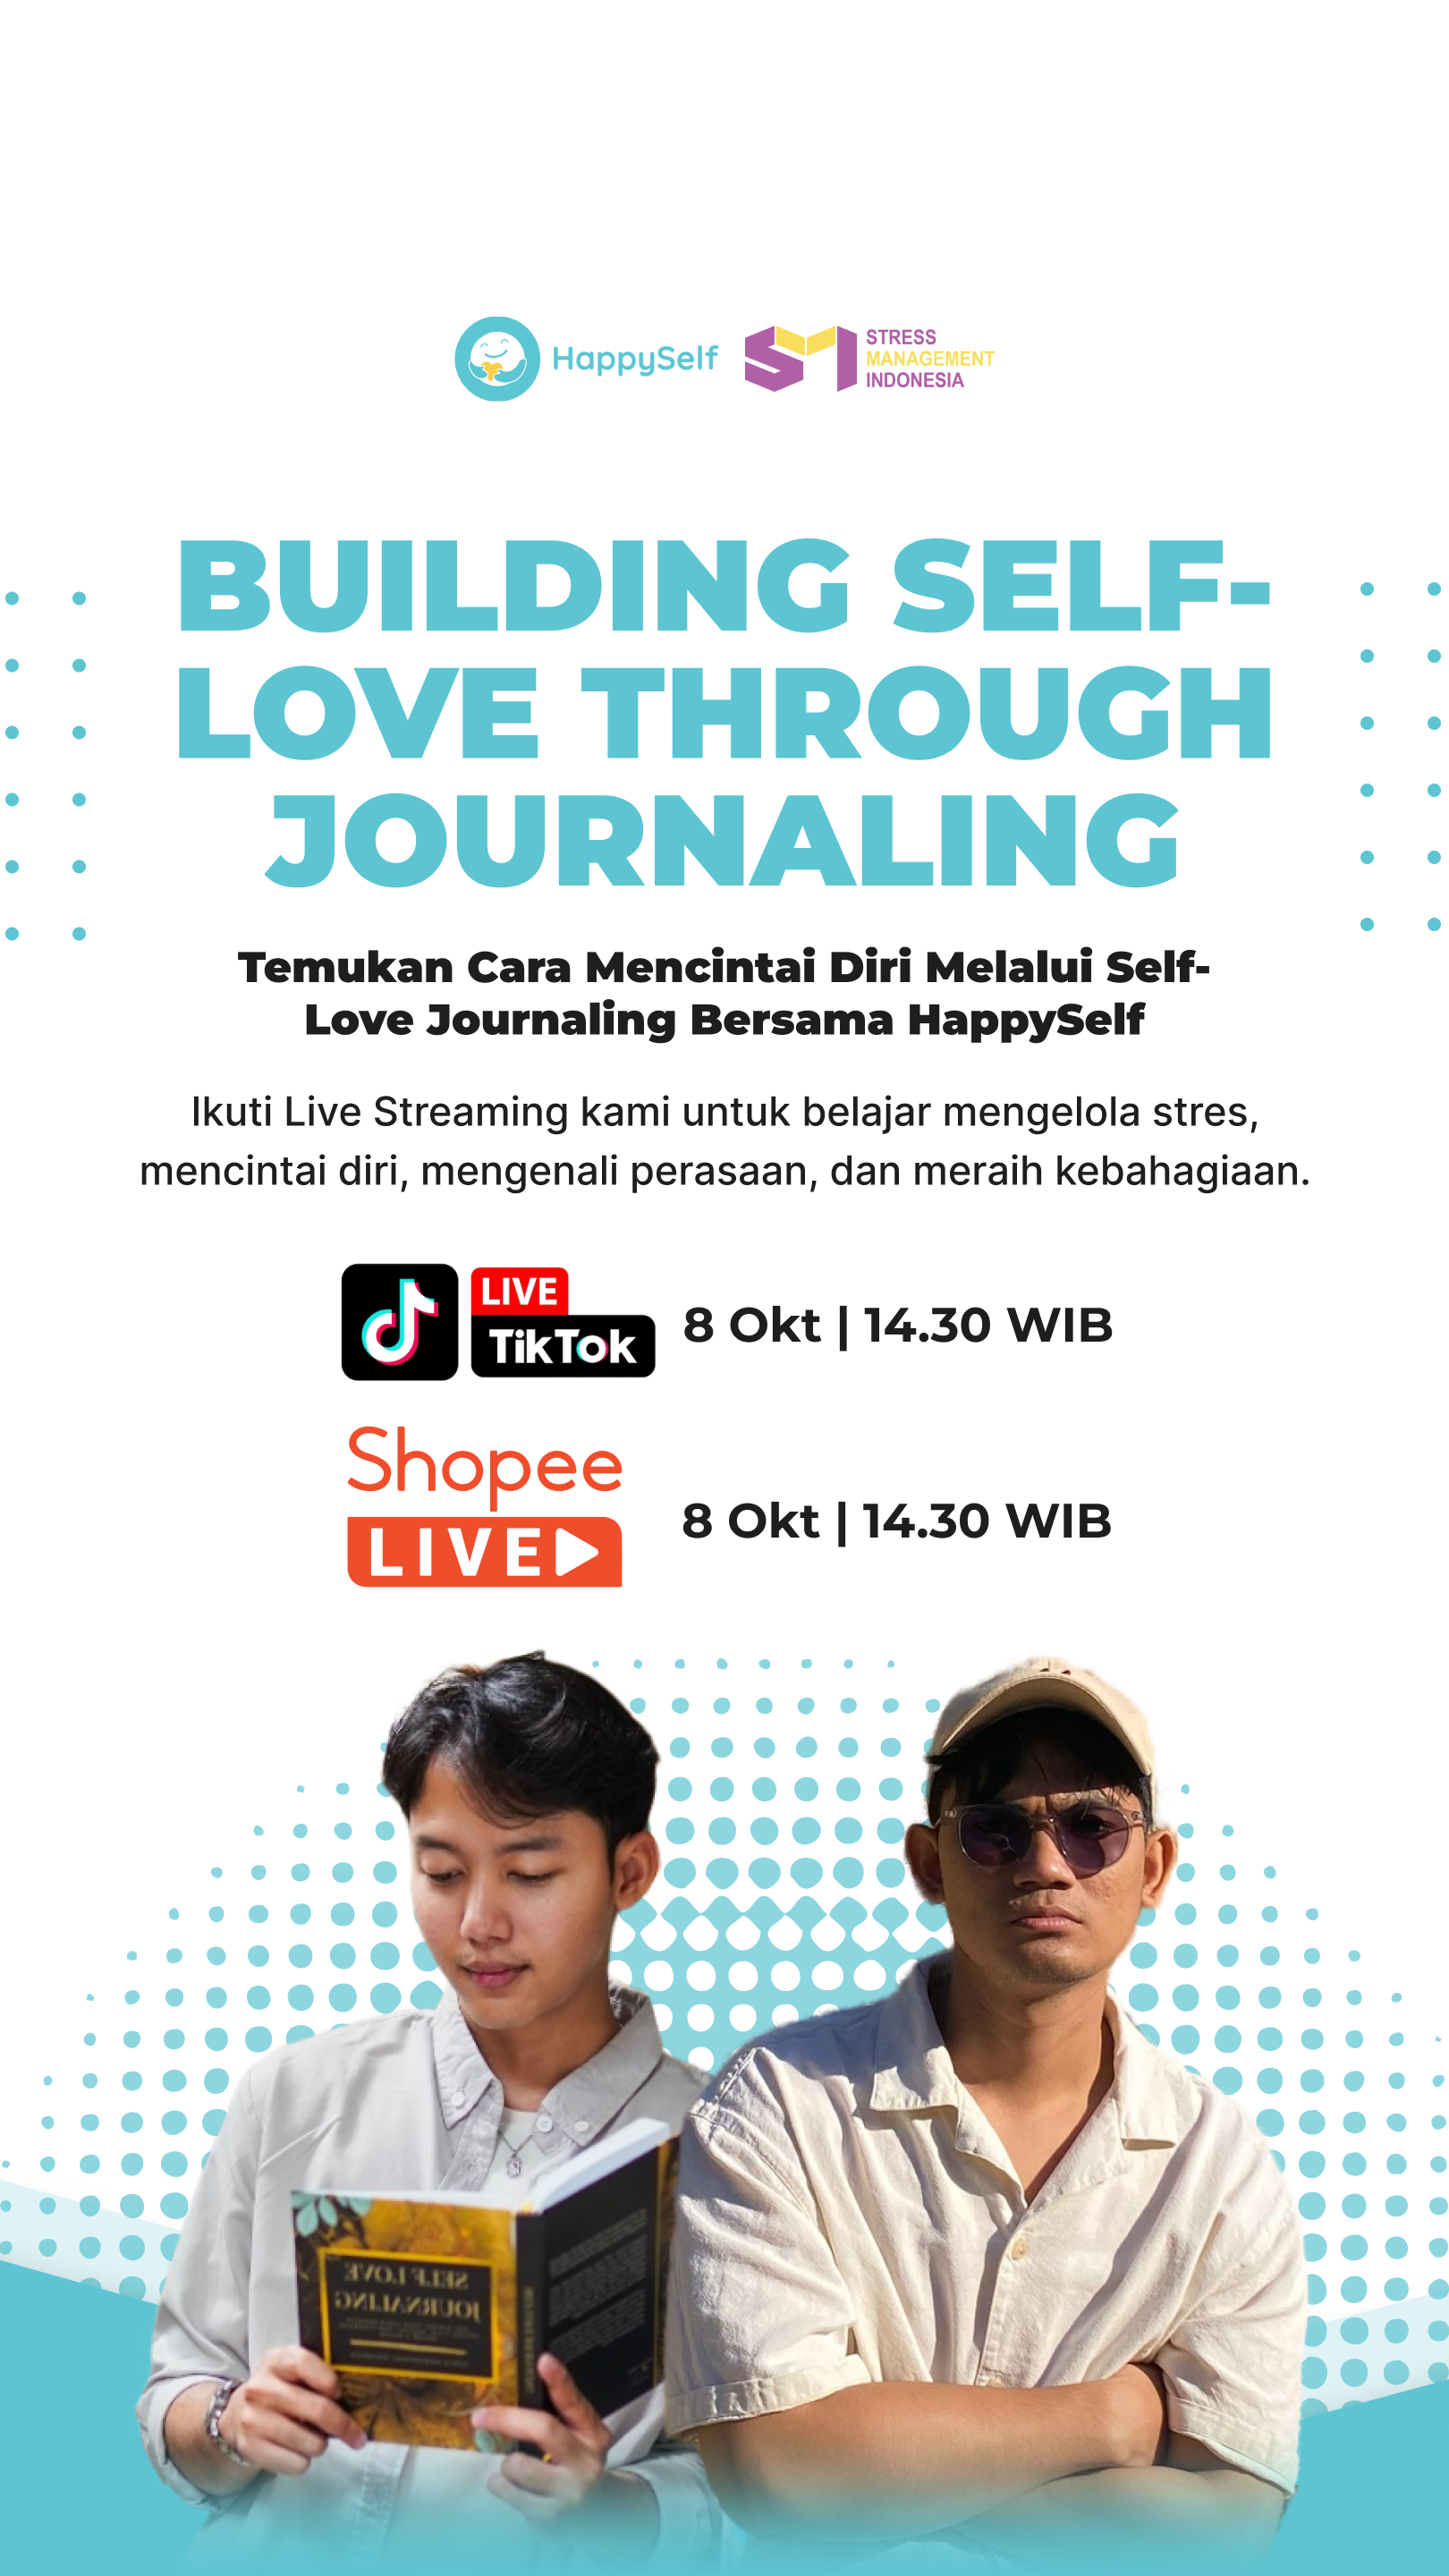 HappySelf
STRESS
MANAGEMENT
INDONESIA
BUILDING SELF-
LOVE THROUGH
JOURNALING
Temukan Cara Mencintai Diri Melalui Self-
Love Journaling Bersama HappySelf
Ikuti Live Streaming kami untuk belajar mengelola stres,
mencintai diri, mengenali perasaan, dan meraih kebahagiaan.
LIVE
TikTok
8 Okt | 14.30 WIB
Shopee
LIVE
8 Okt | 14.30 WIB
SELF LOVE
JOURNALING